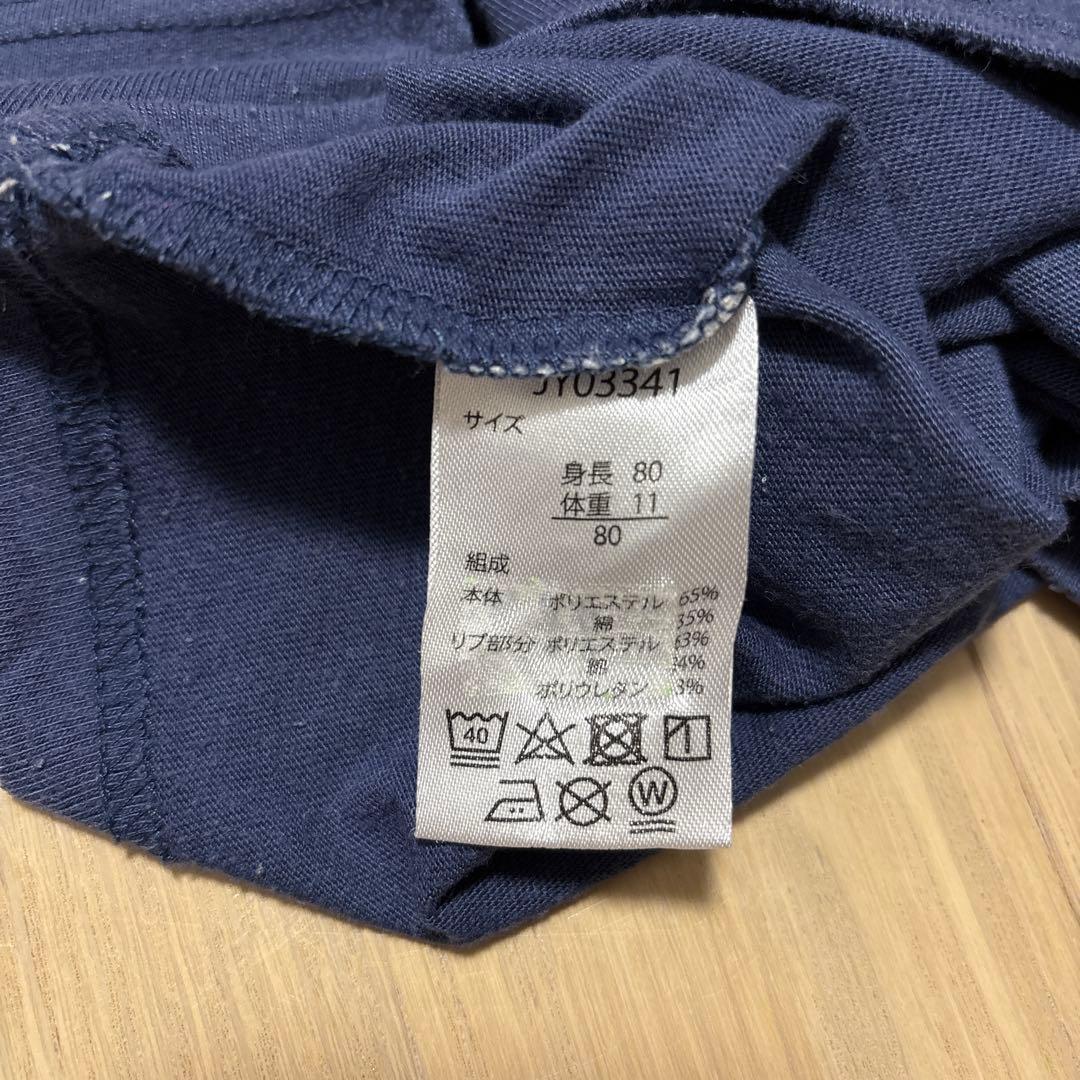 JY03341
サイズ
身長 80
体重 11
80
組成
本体 ポリエステル 65%
綿 35%
リブ部分 ポリエステル 63%
綿 34%
ポリウレタン 3%
40
W